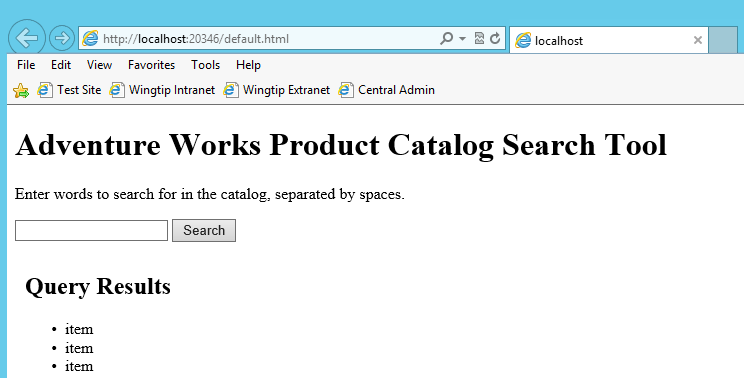 http://localhost:20346/default.html
localhost
File Edit View Favorites Tools Help
Test Site Wingtip Intranet Wingtip Extranet Central Admin
Adventure Works Product Catalog Search Tool
Enter words to search for in the catalog, separated by spaces.
Search
Query Results
• item
• item
• item